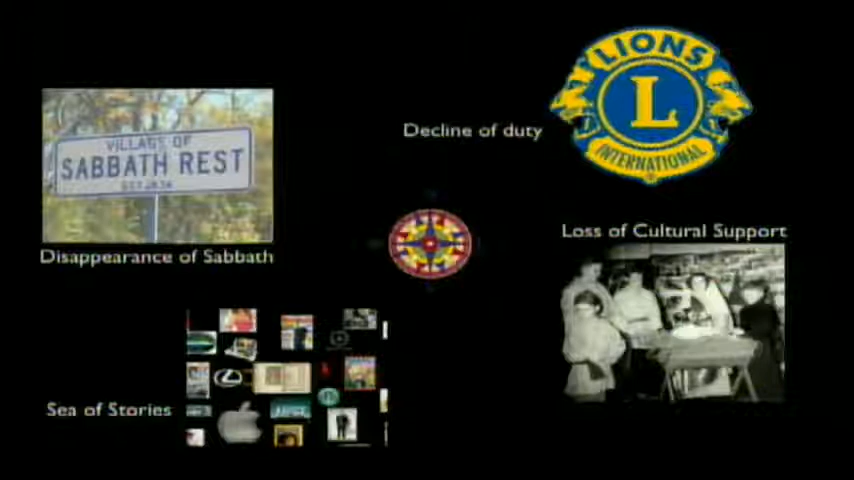 LIONS
L
INTERNATIONAL
Decline of duty
VILLAGE OF
SABBATH REST
Disappearance of Sabbath
Loss of Cultural Support
Sea of Stories